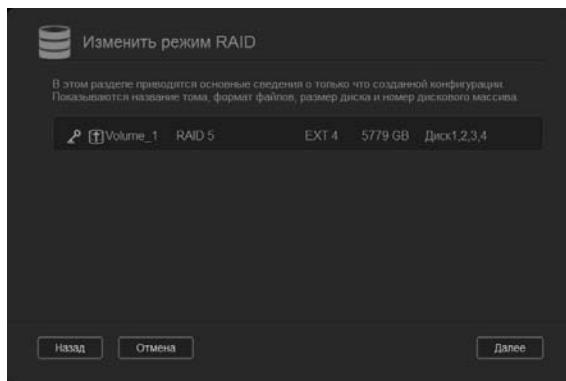 Изменить режим RAID
В этом разделе приводятся основные сведения о только что созданной конфигурации.
Показываются название тома, формат файлов, размер диска и номер дискового массива.
Volume_1 RAID 5 EXT 4 5779 GB Диск1,2,3,4
Назад Отмена Далее